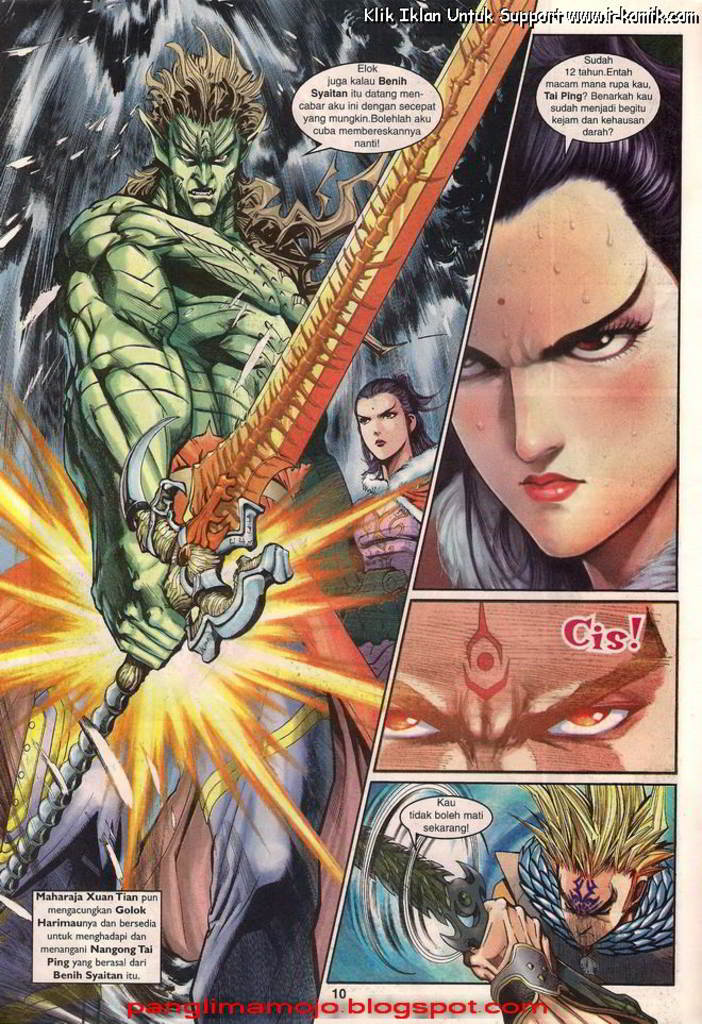 Klik Iklan Untuk Support www.ir-komik.com
Elok
juga kalau Benih
Syaitan itu datang men-
cabar aku ini dengan secepat
yang mungkin.Bolehlah aku
cuba membereskannya
nanti!
Sudah
12 tahun.Entah
macam mana rupa kau,
Tai Ping? Benarkah kau
sudah menjadi begitu
kejam dan kehausan
darah?
Cis!
Kau
tidak boleh mati
sekarang!
Maharaja Xuan Tian pun
mengacungkan Golok
Harimaunya dan bersedia
untuk menghadapi dan
menangani Nangong Tai
Ping yang berasal dari
Benih Syaitan itu.
10
panglimamojo.blogspot.com